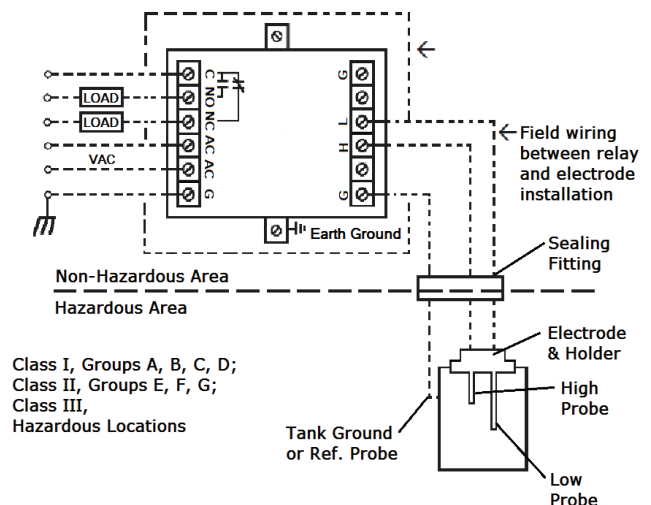 C
NO
NC
AC
AC
G
G
L
H
G
LOAD
LOAD
VAC
Earth Ground
Field wiring
between relay
and electrode
installation
Sealing
Fitting
Non-Hazardous Area
Hazardous Area
Class I, Groups A, B, C, D;
Class II, Groups E, F, G;
Class III,
Hazardous Locations
Electrode
& Holder
High
Probe
Tank Ground
or Ref. Probe
Low
Probe